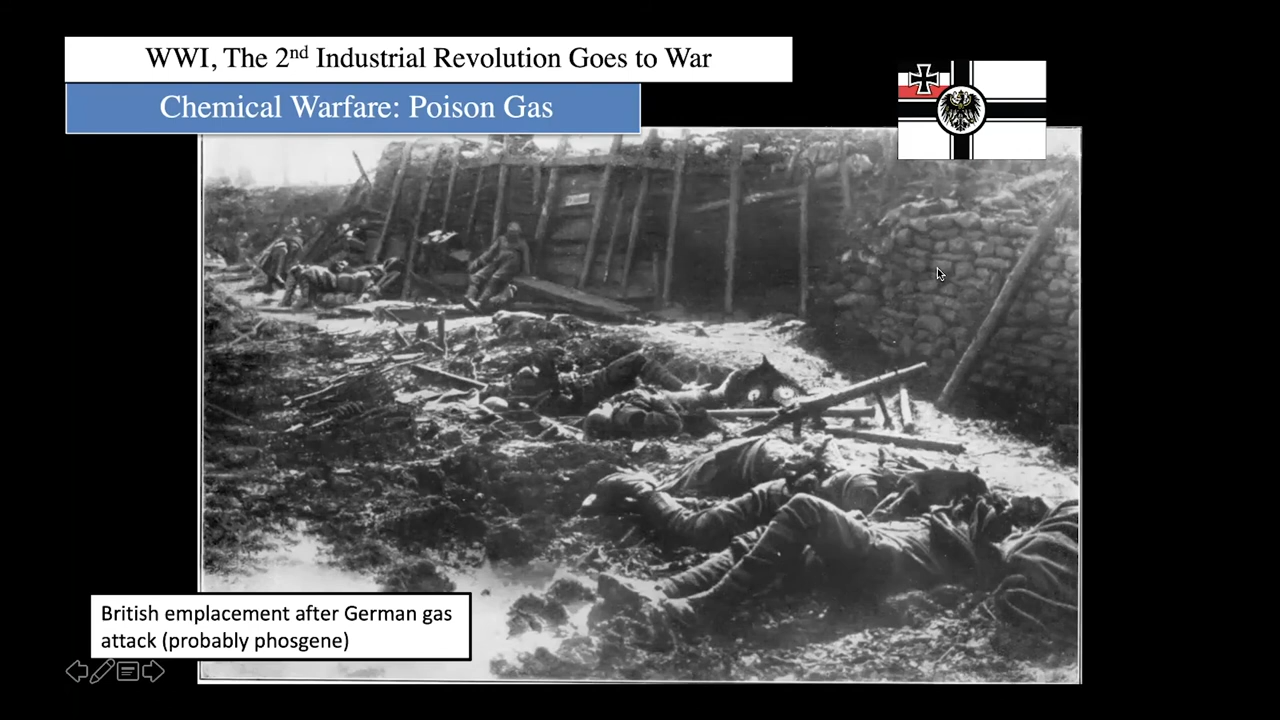 WWI, The 2nd Industrial Revolution Goes to War
Chemical Warfare: Poison Gas
British emplacement after German gas
attack (probably phosgene)